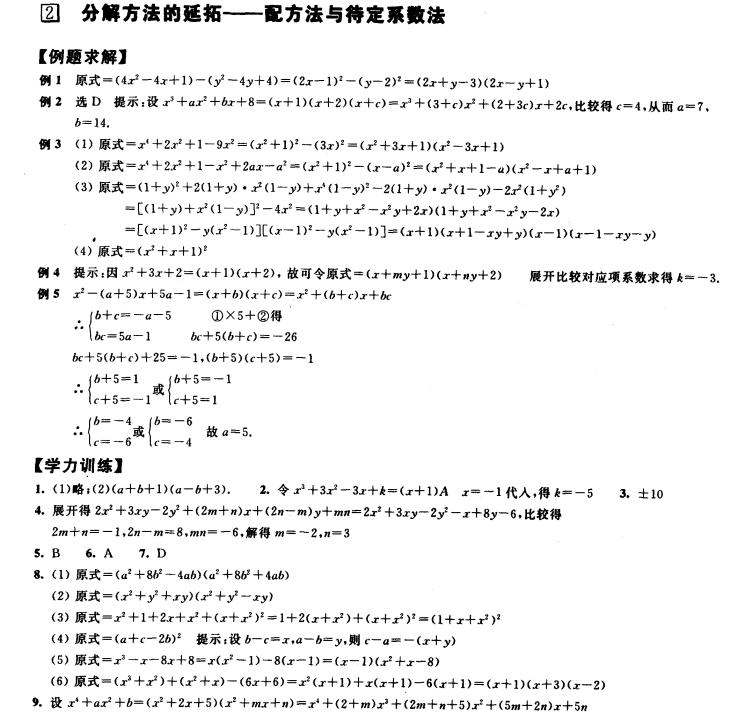 2 分解方法的延拓——配方法与待定系数法
【例题求解】
例1 原式=(4x²-4x+1)-(y²-4y+4)=(2x-1)²-(y-2)²=(2x+y-3)(2x-y+1)
例2 选D 提示:设x³+ax²+bx+8=(x+1)(x+2)(x+c)=x³+(3+c)x²+(2+3c)x+2c,比较得c=4,从而a=7,
b=14.
例3 (1) 原式=x⁴+2x²+1-9x²=(x²+1)²-(3x)²=(x²+3x+1)(x²-3x+1)
(2) 原式=x⁴+2x²+1-x²+2ax-a²=(x²+1)²-(x-a)²=(x²+x+1-a)(x²-x+a+1)
(3) 原式=(1+y)²+2(1+y)·x²(1-y)+x⁴(1-y)²-2(1+y)·x²(1-y)-2x²(1+y²)
=[(1+y)+x²(1-y)]²-4x²=(1+y+x²-x²y+2x)(1+y+x²-x²y-2x)
=[(x+1)²-y(x²-1)][(x-1)²-y(x²-1)]=(x+1)(x+1-xy+y)(x-1)(x-1-xy-y)
(4) 原式=(x²+x+1)²
例4 提示:因x²+3x+2=(x+1)(x+2),故可令原式=(x+my+1)(x+ny+2) 展开比较对应项系数求得k=-3.
例5 x²-(a+5)x+5a-1=(x+b)(x+c)=x²+(b+c)x+bc
∴{b+c=-a-5 ①×5+②得
bc=5a-1 bc+5(b+c)=-26
bc+5(b+c)+25=-1,(b+5)(c+5)=-1
∴{b+5=1 或{b+5=-1
c+5=-1 c+5=1
∴{b=-4 或{b=-6 故a=5.
c=-6 c=-4
【学力训练】
1. (1)略;(2)(a+b+1)(a-b+3). 2. 令x³+3x²-3x+k=(x+1)A x=-1代入,得k=-5 3. ±10
4. 展开得2x²+3xy-2y²+(2m+n)x+(2n-m)y+mn=2x²+3xy-2y²-x+8y-6,比较得
2m+n=-1,2n-m=8,mn=-6,解得m=-2,n=3
5. B 6. A 7. D
8. (1) 原式=(a²+8b²-4ab)(a²+8b²+4ab)
(2) 原式=(x²+y²+xy)(x²+y²-xy)
(3) 原式=x²+1+2x+x²+(x+x²)²=1+2(x+x²)+(x+x²)²=(1+x+x²)²
(4) 原式=(a+c-2b)² 提示:设b-c=x,a-b=y,则c-a=-(x+y)
(5) 原式=x³-x-8x+8=x(x²-1)-8(x-1)=(x-1)(x²+x-8)
(6) 原式=(x³+x²)+(x²+x)-(6x+6)=x²(x+1)+x(x+1)-6(x+1)=(x+1)(x+3)(x-2)
9. 设x⁴+ax²+b=(x²+2x+5)(x²+mx+n)=x⁴+(2+m)x³+(2m+n+5)x²+(5m+2n)x+5n